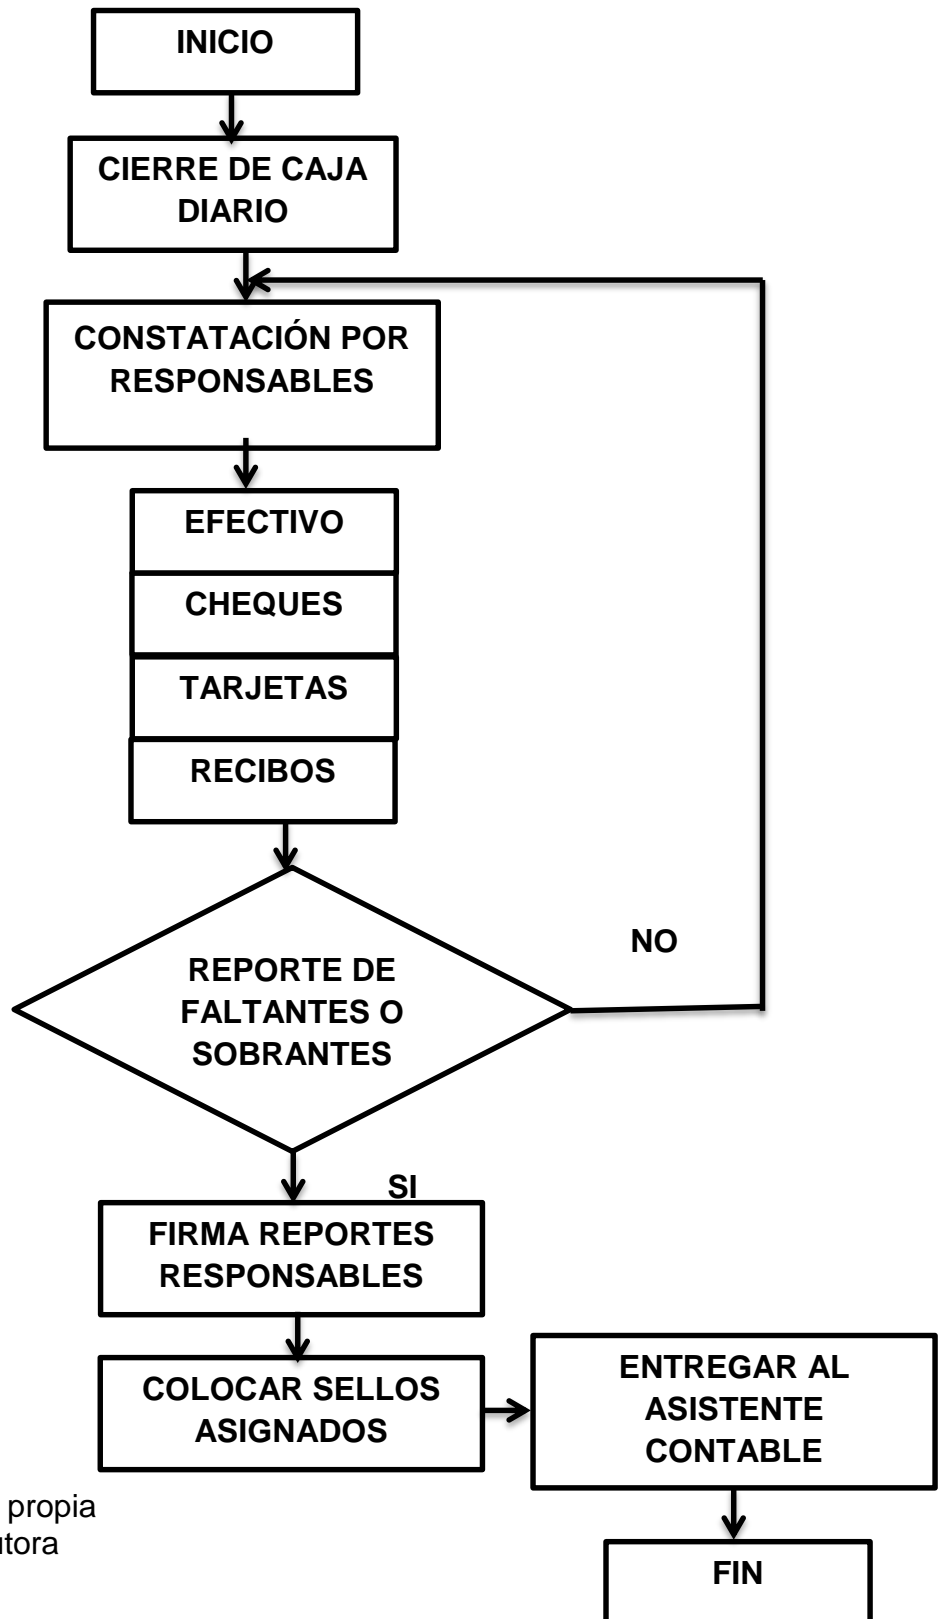 INICIO
CIERRE DE CAJA
DIARIO
CONSTATACIÓN POR
RESPONSABLES
EFECTIVO
CHEQUES
TARJETAS
RECIBOS
REPORTE DE
FALTANTES O
SOBRANTES
NO
SI
FIRMA REPORTES
RESPONSABLES
COLOCAR SELLOS
ASIGNADOS
ENTREGAR AL
ASISTENTE
CONTABLE
FIN
propia